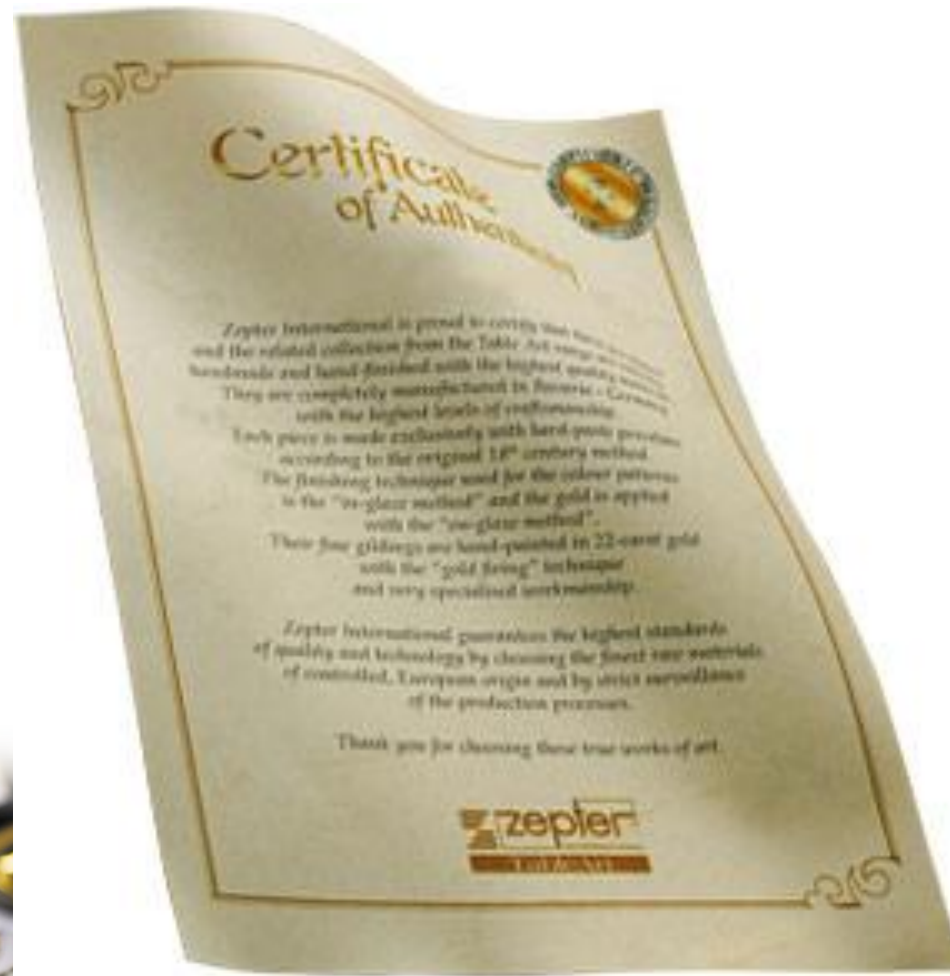 Certificate
of Authenticity
Zepter International is proud to certify that
and the related collection from the Table Art range
handmade and hand-finished with the highest quality
They are completely manufactured in Bavaria - Germany
with the highest levels of craftsmanship.
Each piece is made exclusively with hard-paste porcelain
according to the original 18th century method.
The finishing technique used for the colour patterns
is the "in-glaze method" and the gold is applied
with the "on-glaze method".
Their fine gildings are hand-painted in 22-carat gold
with the "gold firing" technique
and very specialised workmanship.
Zepter International guarantees the highest standards
of quality and technology by choosing the finest raw materials
of controlled, European origin and by strict surveillance
of the production processes.
Thank you for choosing these true works of art.
zepter
Table Art